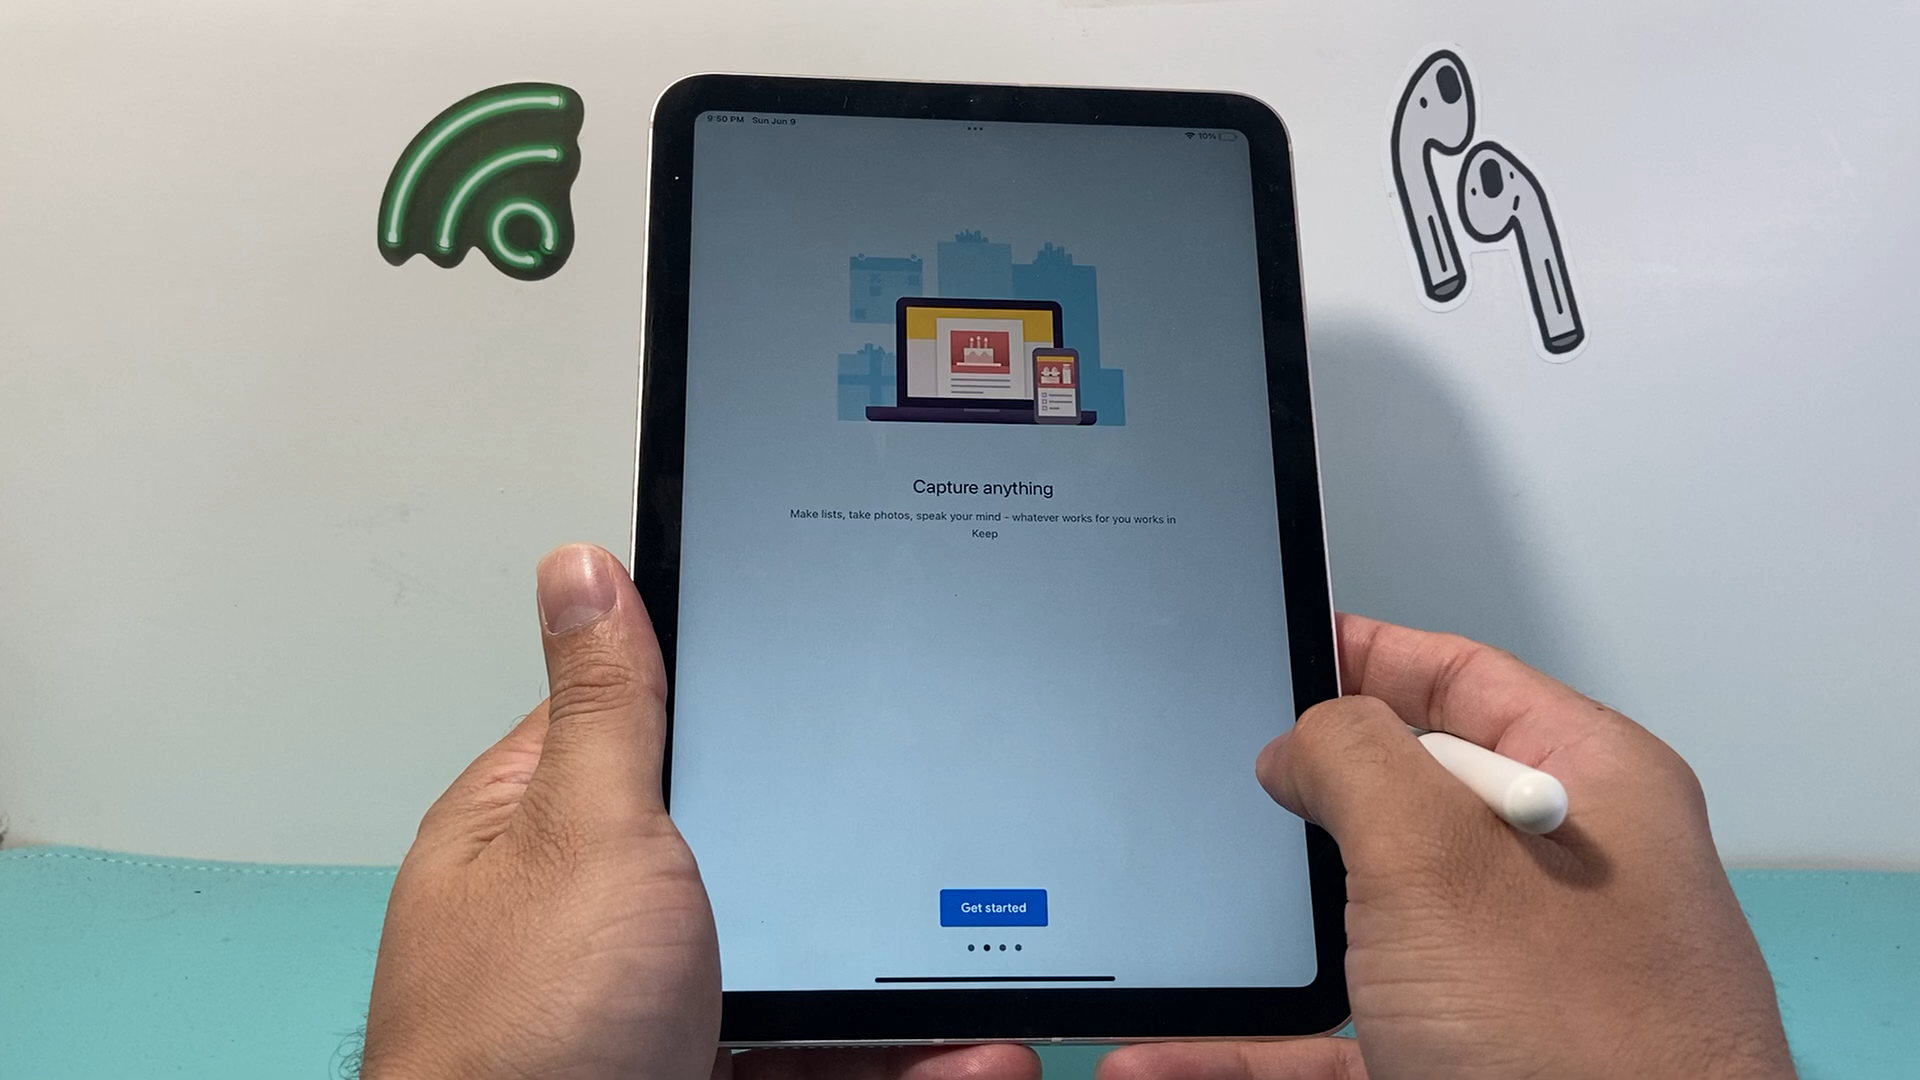 9:50 PM Sun Jun 9
10%
Capture anything
Make lists, take photos, speak your mind – whatever works for you works in
Keep
Get started